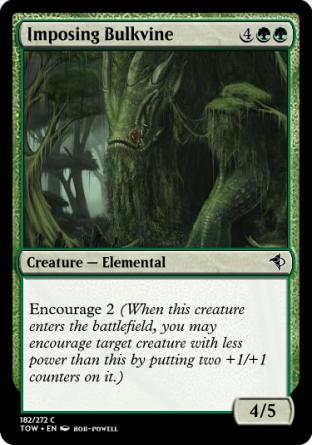 Imposing Bulkvine 4
Creature — Elemental
Encourage 2 (When this creature
enters the battlefield, you may
encourage target creature with less
power than this by putting two +1/+1
counters on it.)
4/5
182/272 C
TOW • EN ROB-POWELL